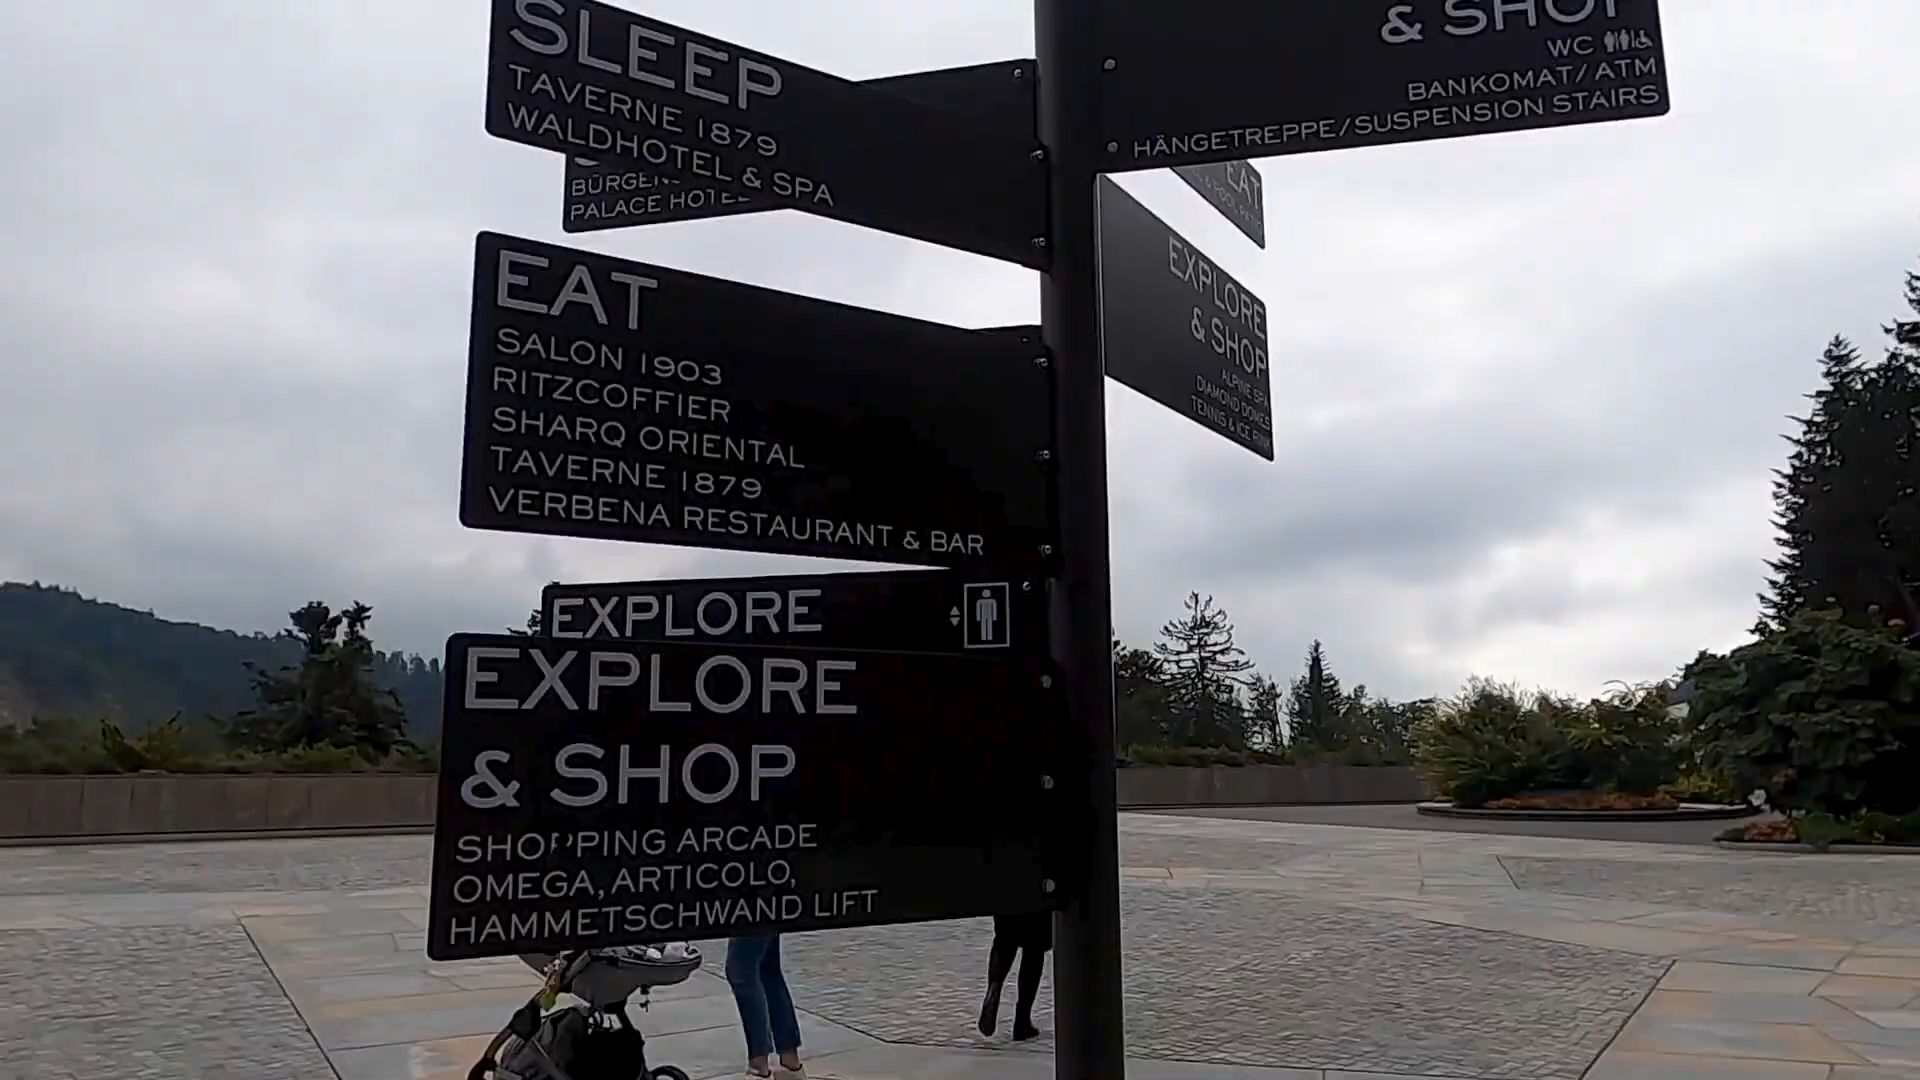 SLEEP
TAVERNE 1879
WALDHOTEL & SPA
PALACE
EAT
SALON 1903
RITZCOFFIER
SHARQ ORIENTAL
TAVERNE 1879
VERBENA RESTAURANT & BAR
EXPLORE
EXPLORE
& SHOP
SHOPPING ARCADE
OMEGA, ARTICOLO,
HAMMETSCHWAND LIFT
& SHOP
WC
BANKOMAT/ATM
HÄNGETREPPE/SUSPENSION STAIRS
EAT
& POOL PATIO
EXPLORE
& SHOP
ALPINE SPA
DIAMOND DOMES
TENNIS & ICE RINK